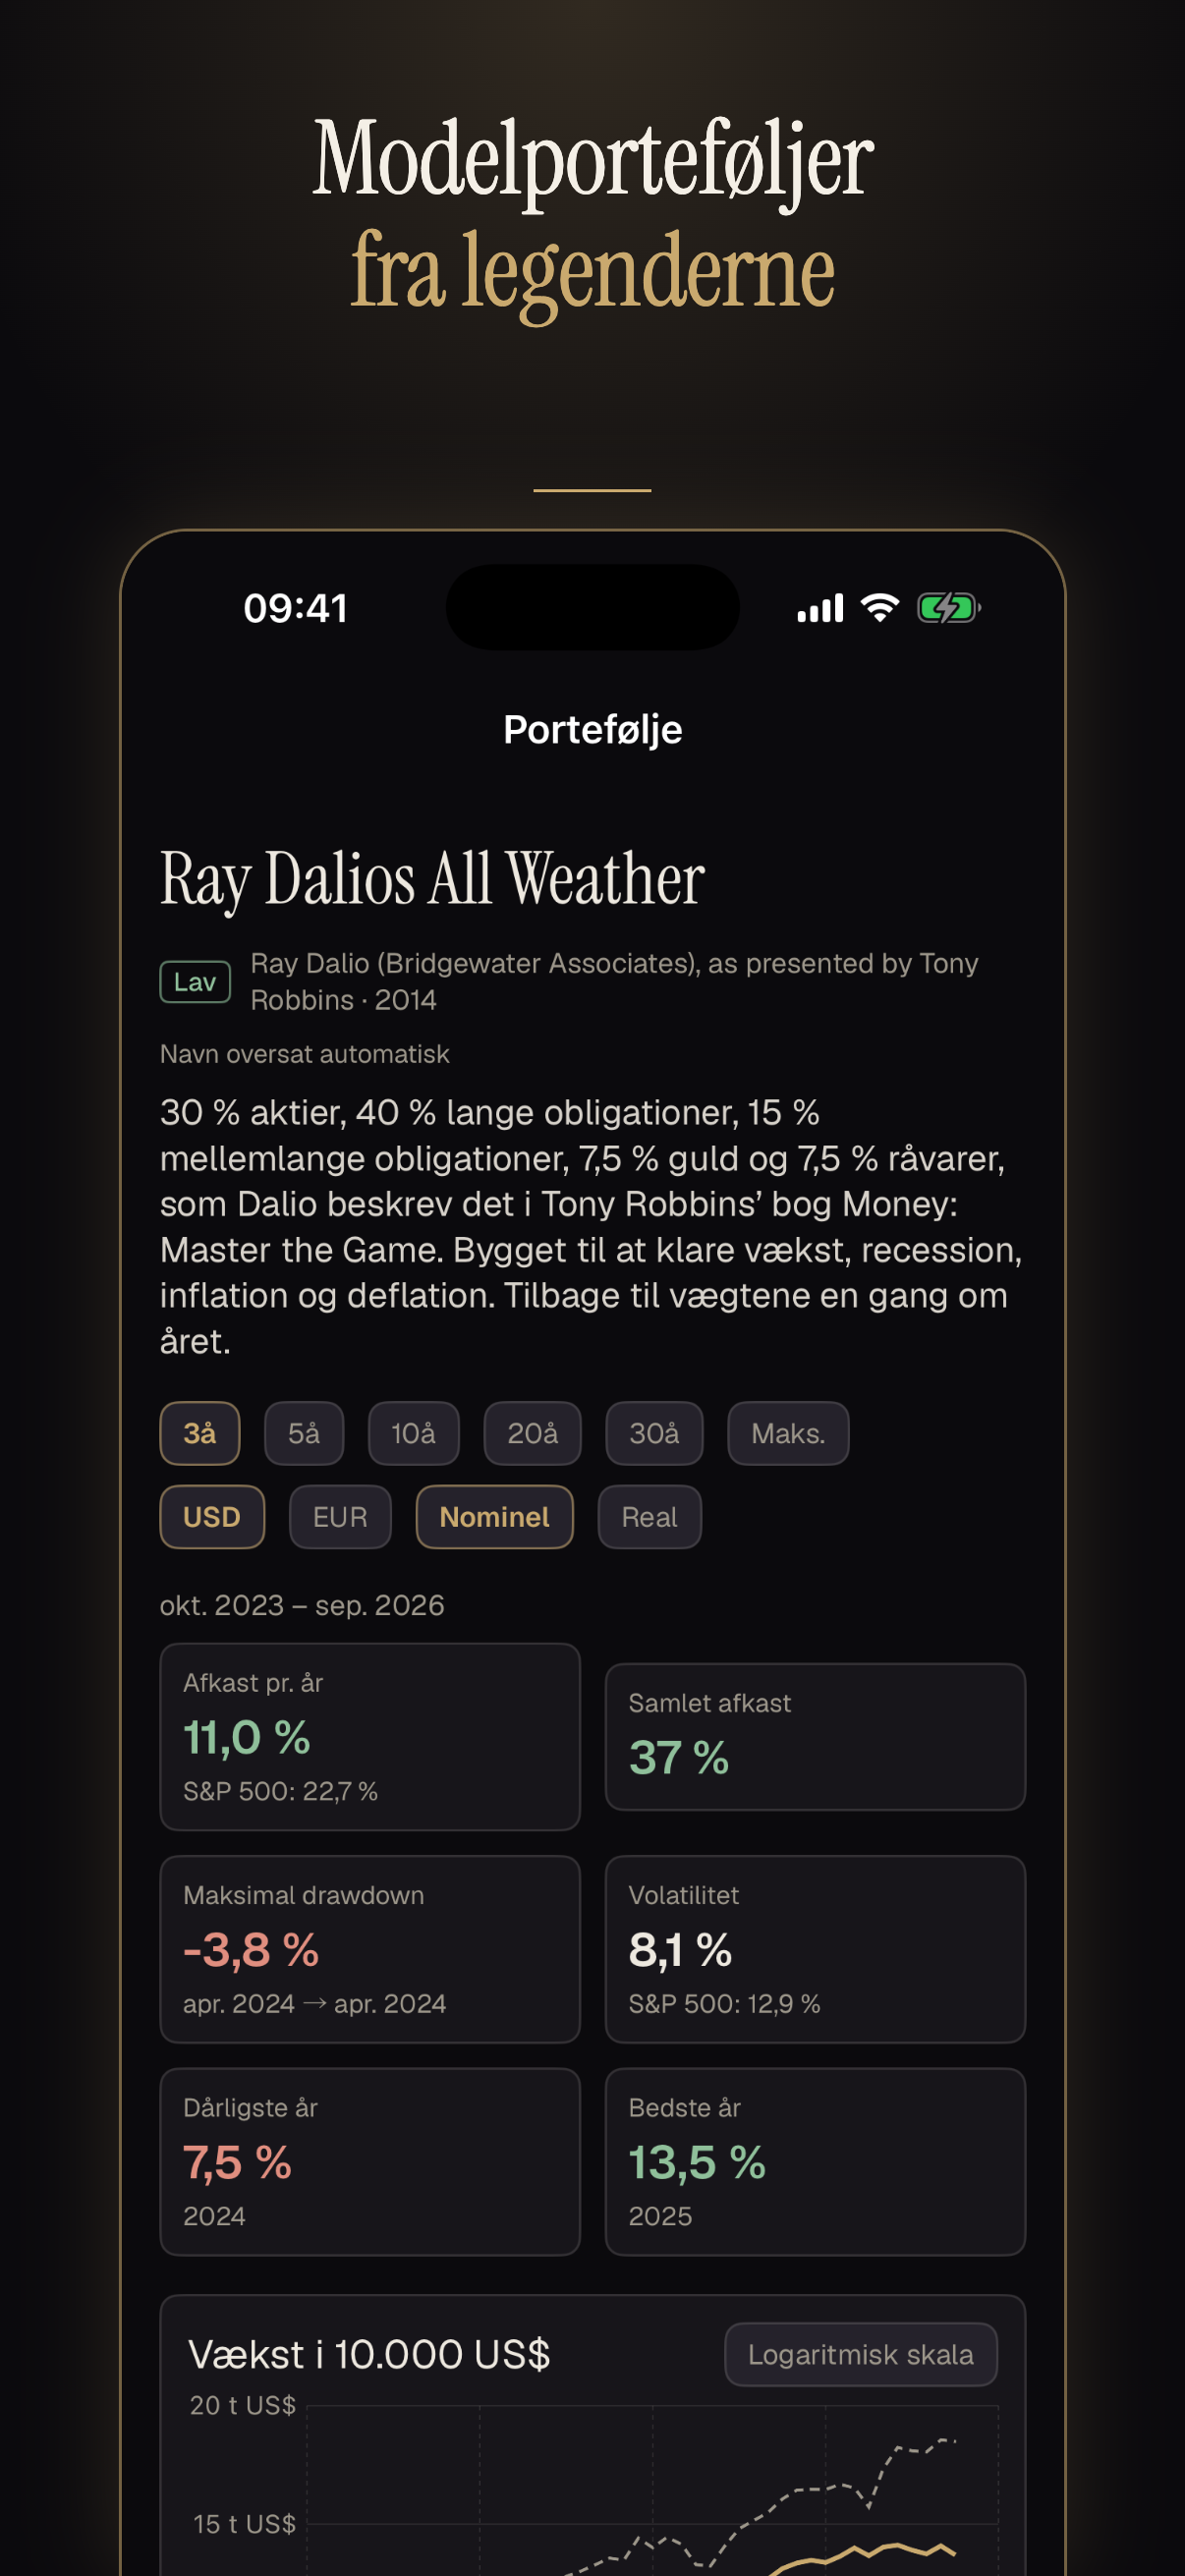 Modelporteføljer
fra legenderne
09:41
Portefølje
Ray Dalios All Weather
Lav
Ray Dalio (Bridgewater Associates), as presented by Tony
Robbins · 2014
Navn oversat automatisk
30 % aktier, 40 % lange obligationer, 15 %
mellemlange obligationer, 7,5 % guld og 7,5 % råvarer,
som Dalio beskrev det i Tony Robbins’ bog Money:
Master the Game. Bygget til at klare vækst, recession,
inflation og deflation. Tilbage til vægtene en gang om
året.
3å 5å 10å 20å 30å Maks.
USD EUR Nominel Real
okt. 2023 – sep. 2026
Afkast pr. år
11,0 %
S&P 500: 22,7 %
Samlet afkast
37 %
Maksimal drawdown
-3,8 %
apr. 2024 → apr. 2024
Volatilitet
8,1 %
S&P 500: 12,9 %
Dårligste år
7,5 %
2024
Bedste år
13,5 %
2025
Vækst i 10.000 US$
Logaritmisk skala
20 t US$
15 t US$